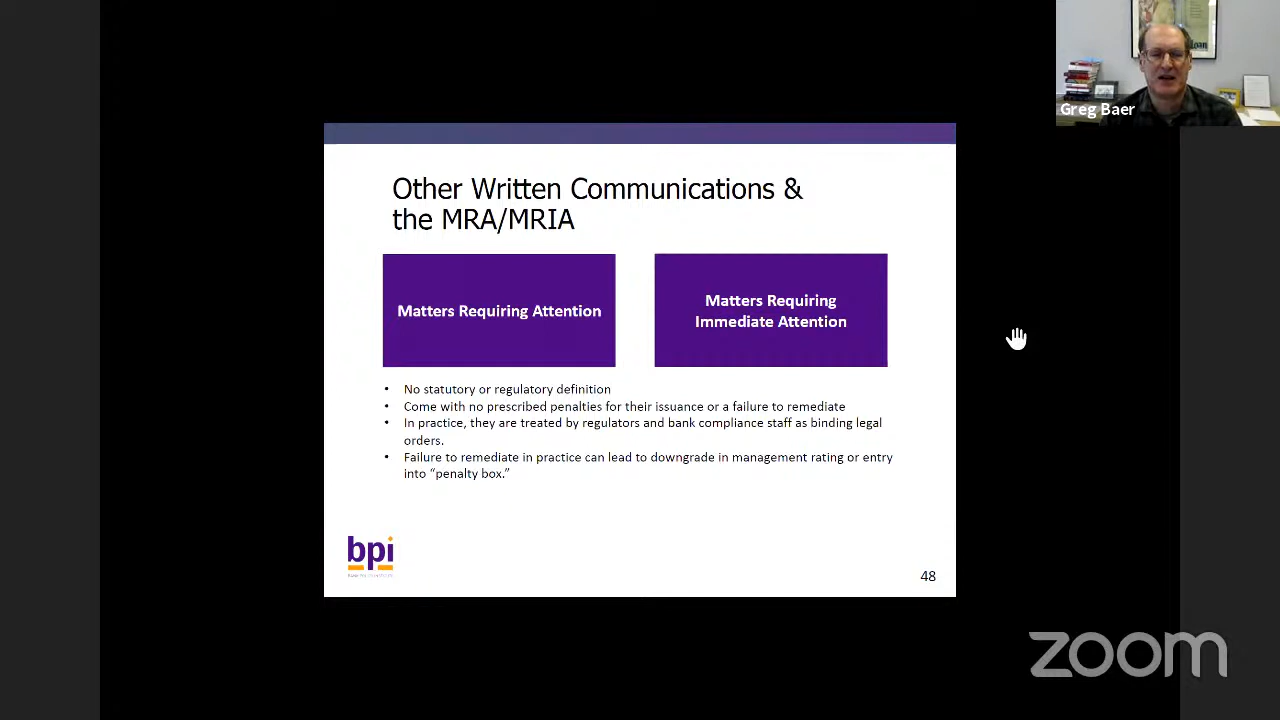 loan
Greg Baer
Other Written Communications &
the MRA/MRIA
Matters Requiring Attention
Matters Requiring
Immediate Attention
• No statutory or regulatory definition
• Come with no prescribed penalties for their issuance or a failure to remediate
• In practice, they are treated by regulators and bank compliance staff as binding legal
orders.
• Failure to remediate in practice can lead to downgrade in management rating or entry
into “penalty box.”
bpi
48
zoom